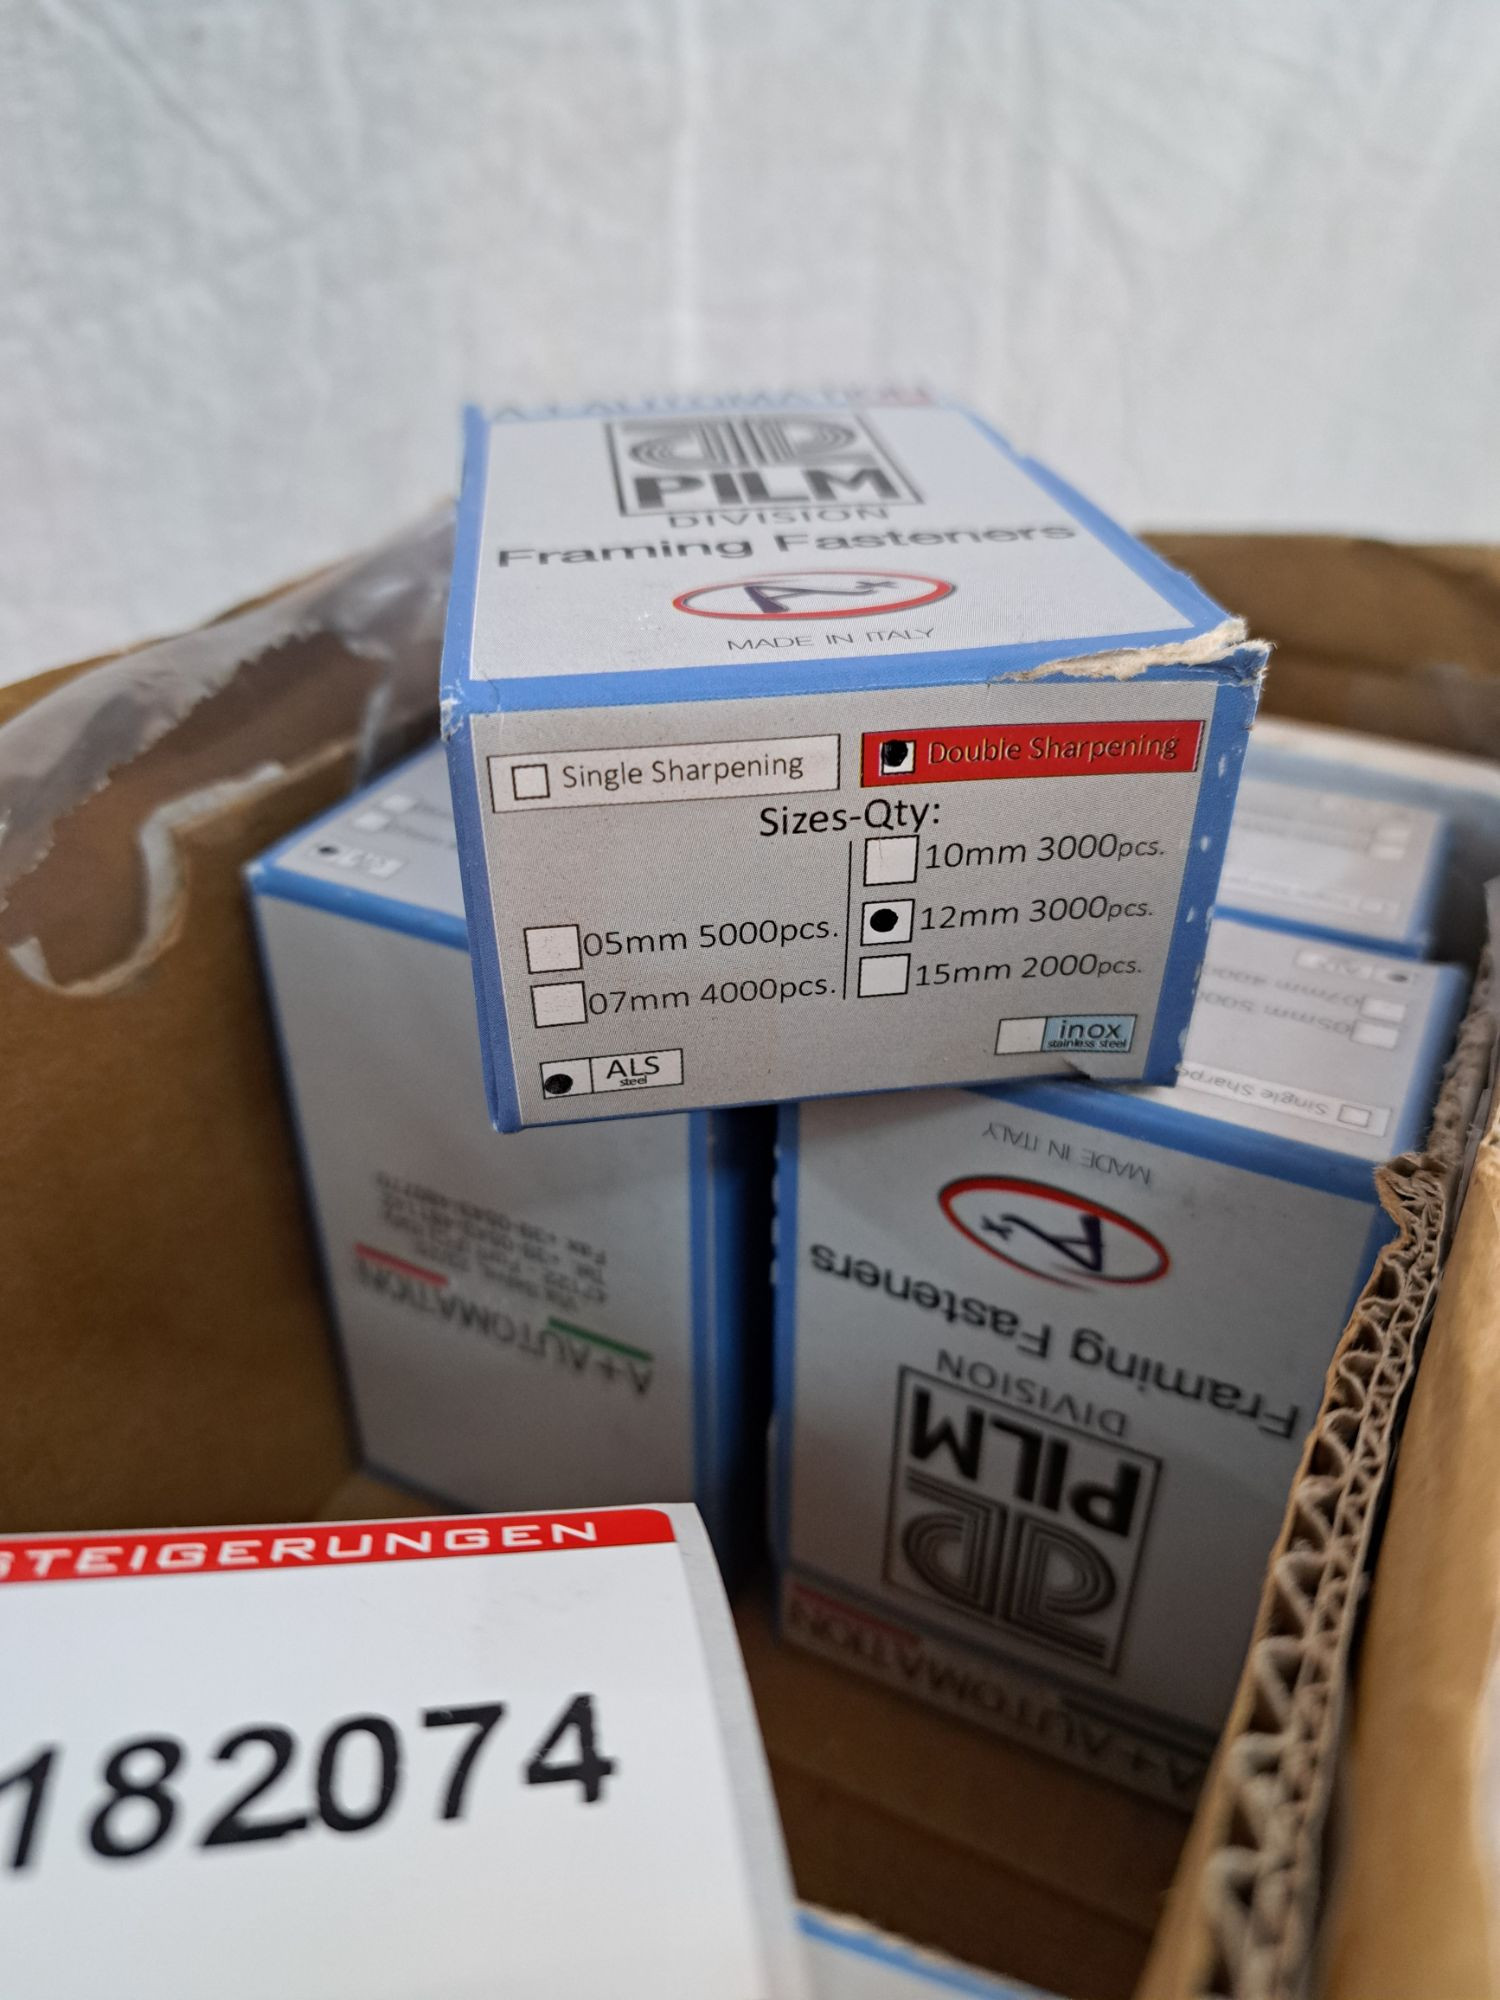 A+AUTOMATION
PILM
DIVISION
Framing Fasteners
A+
MADE IN ITALY
Single Sharpening
Double Sharpening
Sizes-Qty:
10mm 3000pcs.
05mm 5000pcs.
12mm 3000pcs.
07mm 4000pcs.
15mm 2000pcs.
ALS
steel
inox
stainless steel
A+AUTOMATION
Single Sharpe
MADE IN ITALY
A+
Framing Fasteners
DIVISION
PILM
A+AUTOMATION
STEIGERUNGEN
182074